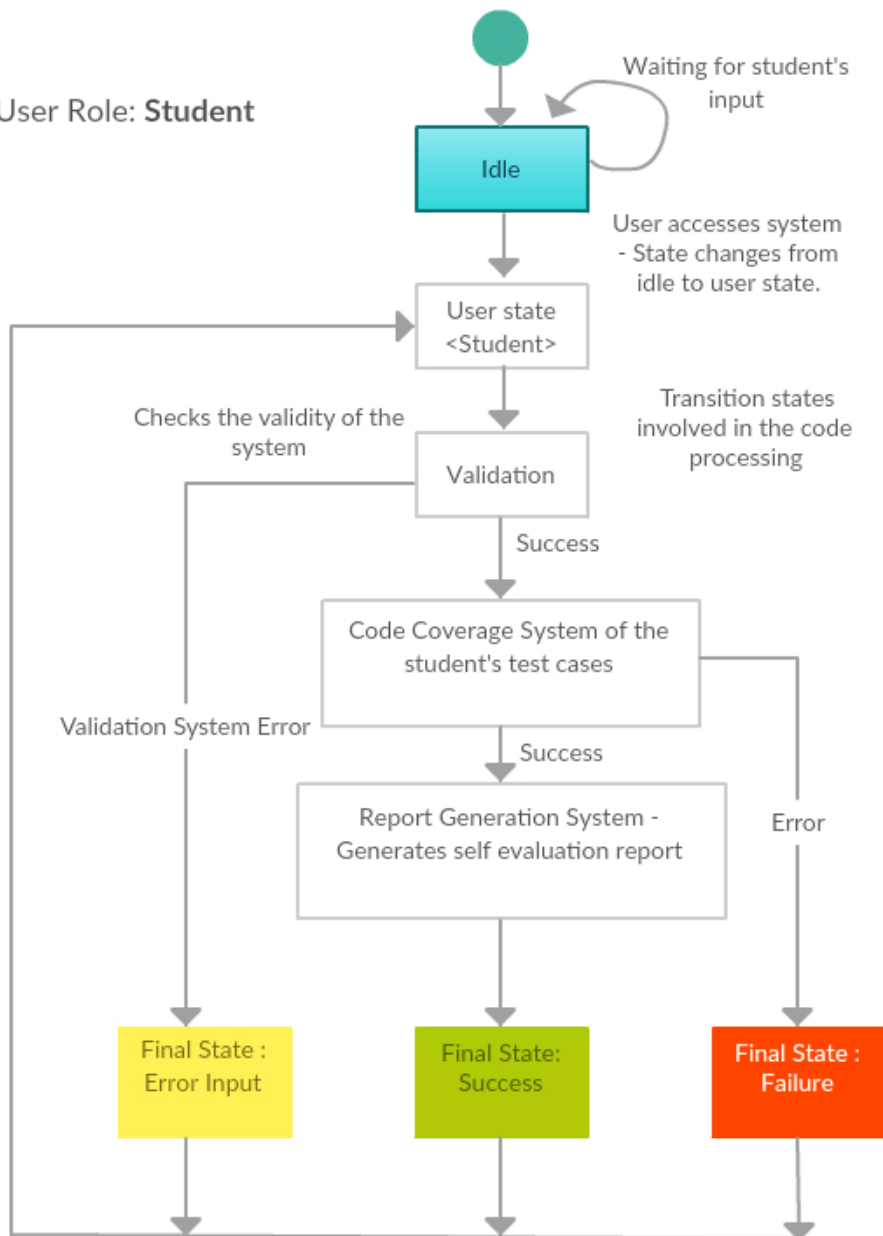 Waiting for student's
input
User Role: Student
Idle
User accesses system
- State changes from
idle to user state.
User state
<Student>
Transition states
involved in the code
processing
Checks the validity of the
system
Validation
Success
Code Coverage System of the
student's test cases
Validation System Error
Success
Report Generation System -
Generates self evaluation report
Error
Final State :
Error Input
Final State:
Success
Final State :
Failure